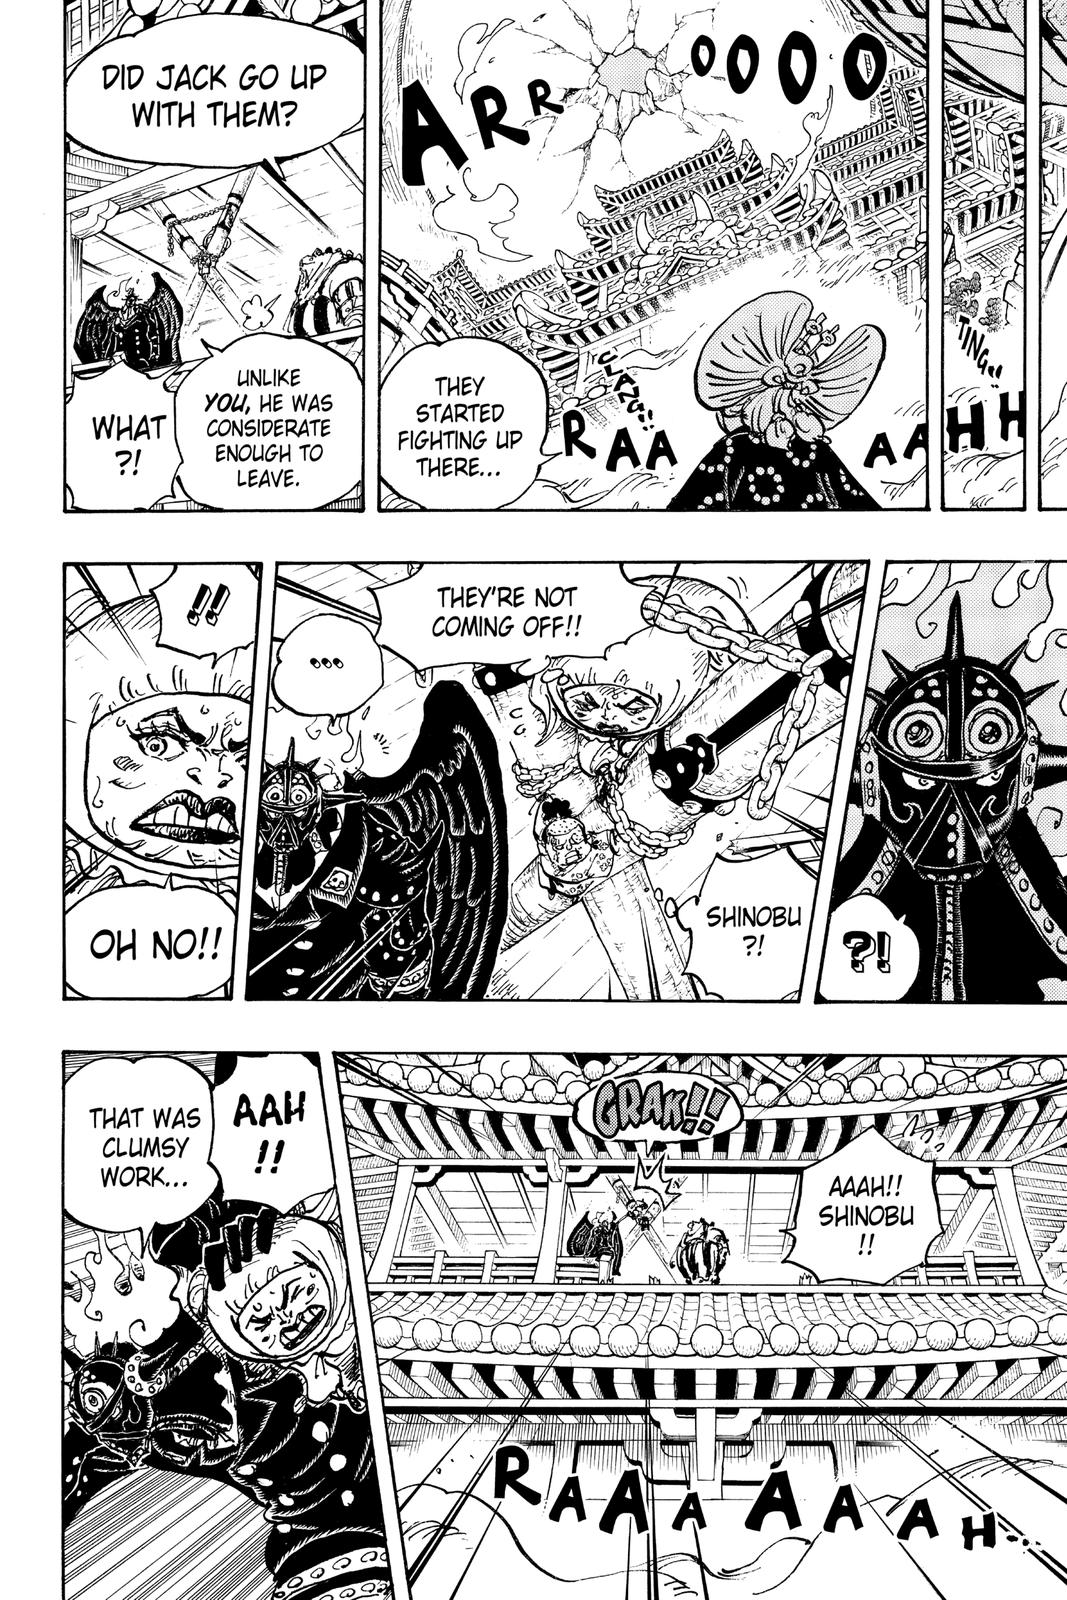 TING!!
AAHH
OOOO
ARRR
CLANG!!
RAA
THEY
STARTED
FIGHTING UP
THERE...
DID JACK GO UP
WITH THEM?
UNLIKE
YOU, HE WAS
CONSIDERATE
ENOUGH TO
LEAVE.
WHAT
?!
?!
SHINOBU
?!
THEY'RE NOT
COMING OFF!!
...
!!
OH NO!!
GRAK!!
AAAH!!
SHINOBU
!!
RAAAAAAAH...
AAH
!!
THAT WAS
CLUMSY
WORK...